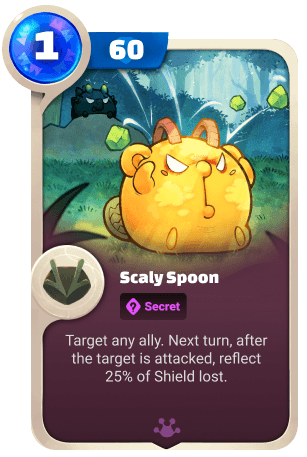 1
60
Scaly Spoon
Secret
Target any ally. Next turn, after
the target is attacked, reflect
25% of Shield lost.